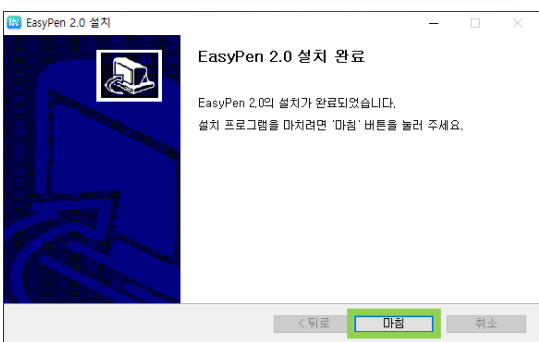 EasyPen 2.0 설치
EasyPen 2.0 설치 완료
EasyPen 2.0의 설치가 완료되었습니다.
설치 프로그램을 마치려면 '마침' 버튼을 눌러 주세요.
< 뒤로 마침 취소